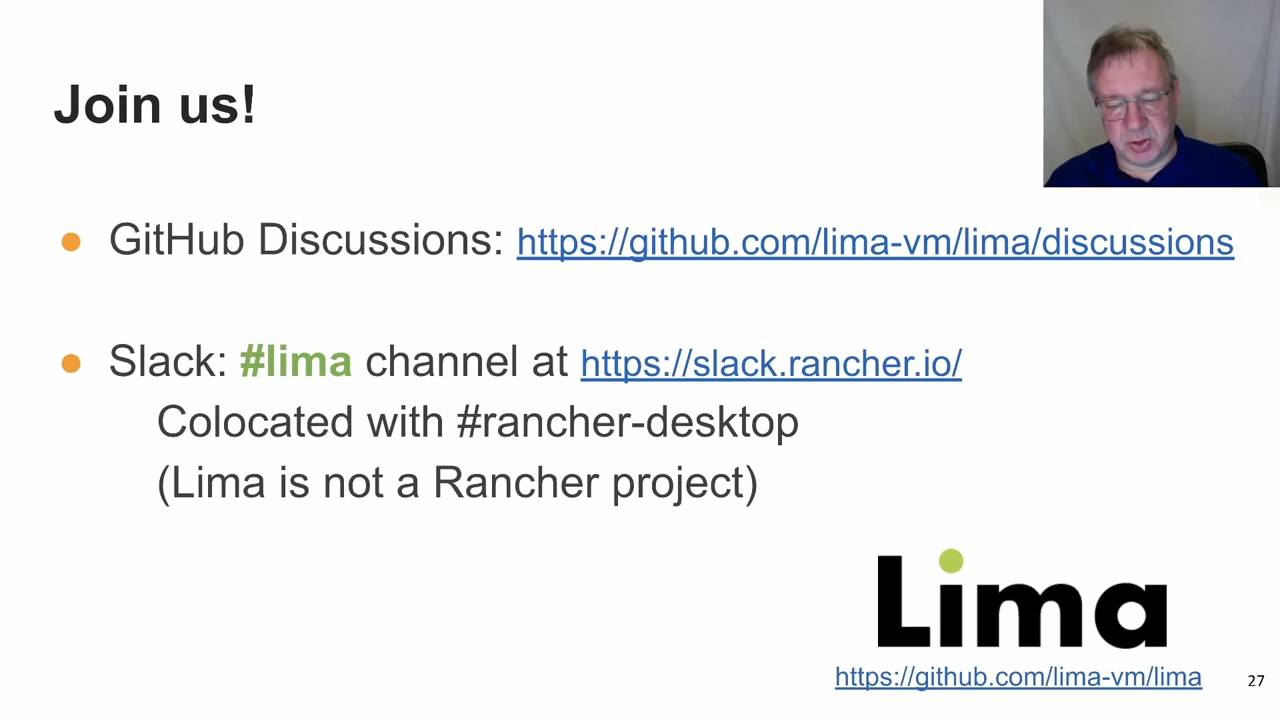 Join us!
● GitHub Discussions: https://github.com/lima-vm/lima/discussions
● Slack: #lima channel at https://slack.rancher.io/
Colocated with #rancher-desktop
(Lima is not a Rancher project)
Lima
https://github.com/lima-vm/lima
27